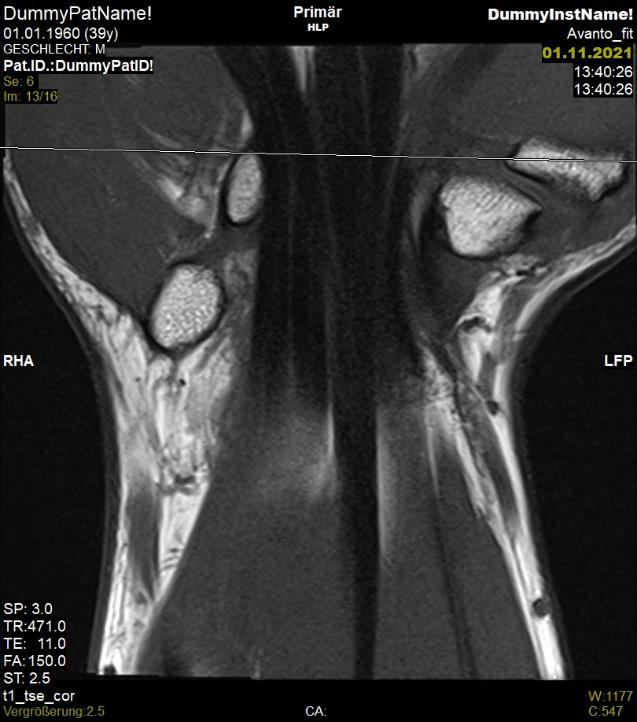 DummyPatName!
01.01.1960 (39y)
GESCHLECHT: M
Pat.ID.:DummyPatID!
Se: 6
Im: 13/16
Primär
HLP
DummyInstName!
Avanto_fit
01.11.2021
13:40:26
13:40:26
RHA
LFP
SP: 3.0
TR:471.0
TE: 11.0
FA:150.0
ST: 2.5
t1_tse_cor
Vergrößerung:2.5
CA:
W:1177
C:547